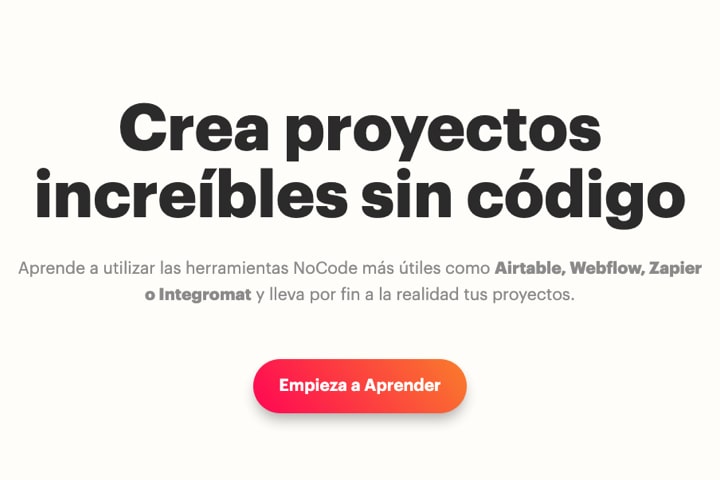 Crea proyectos
increíbles sin código
Aprende a utilizar las herramientas NoCode más útiles como Airtable, Webflow, Zapier
o Integromat y lleva por fin a la realidad tus proyectos.
Empieza a Aprender